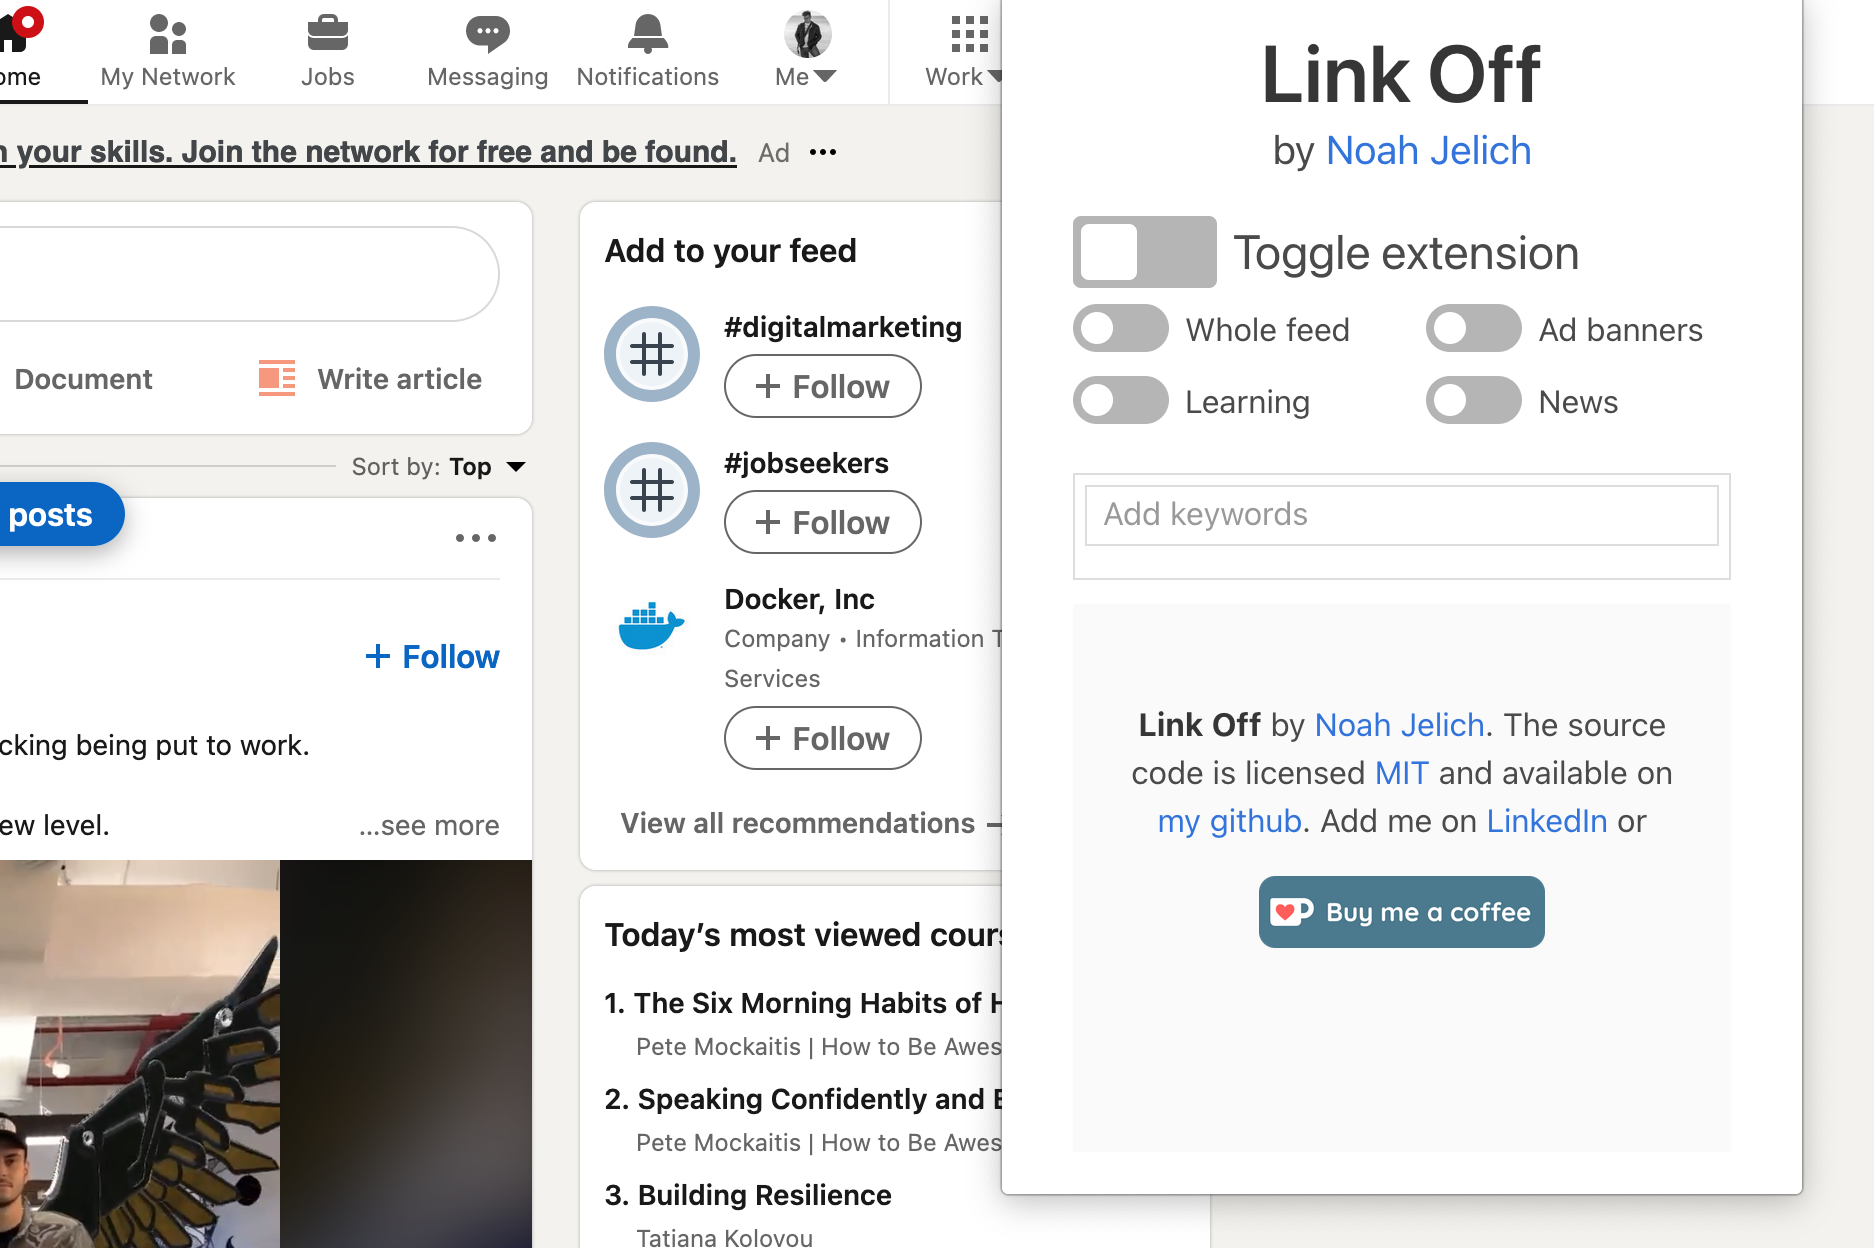 ome
My Network
Jobs
Messaging
Notifications
Me
Work
your skills. Join the network for free and be found.
Ad
Document
Write article
Sort by: Top
posts
+ Follow
cking being put to work.
ew level.
...see more
Add to your feed
#digitalmarketing
+ Follow
#jobseekers
+ Follow
Docker, Inc
Company • Information T
Services
+ Follow
View all recommendations →
Today's most viewed cour
1. The Six Morning Habits of H
Pete Mockaitis | How to Be Awes
2. Speaking Confidently and E
Pete Mockaitis | How to Be Awes
3. Building Resilience
Tatiana Kolovou
Link Off
by Noah Jelich
Toggle extension
Whole feed
Ad banners
Learning
News
Add keywords
Link Off by Noah Jelich. The source
code is licensed MIT and available on
my github. Add me on LinkedIn or
Buy me a coffee